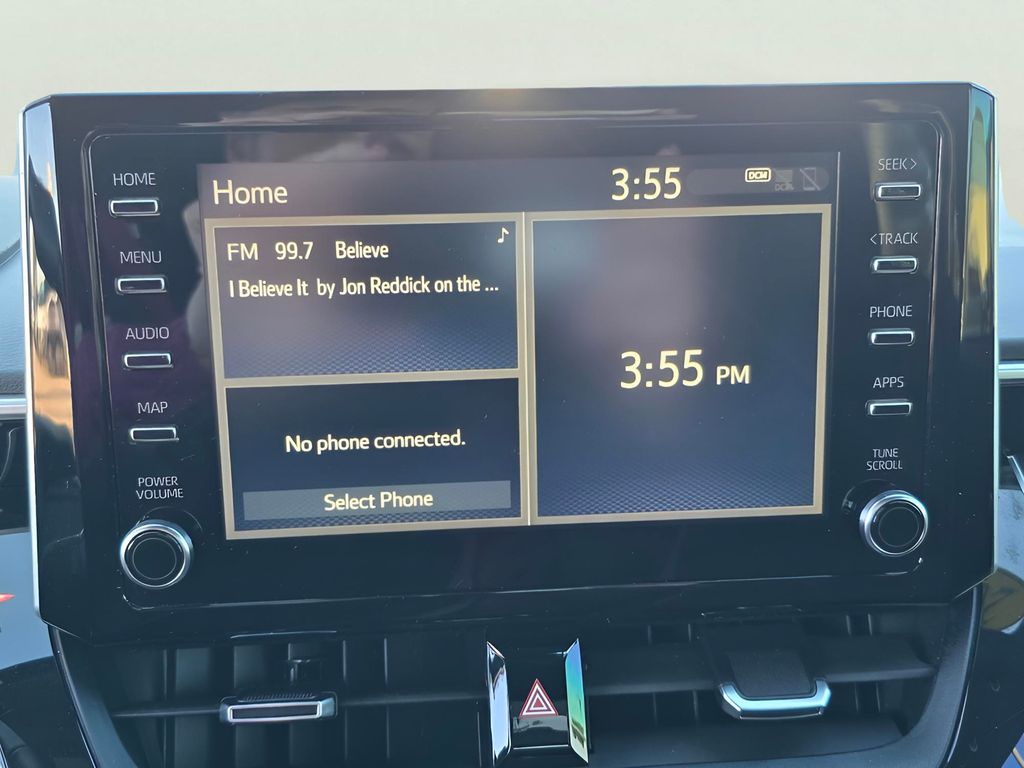 HOME
MENU
AUDIO
MAP
POWER
VOLUME
Home
3:55
DCM
DCM
FM 99.7 Believe
I Believe It by Jon Reddick on the ...
No phone connected.
Select Phone
3:55 PM
SEEK >
< TRACK
PHONE
APPS
TUNE
SCROLL